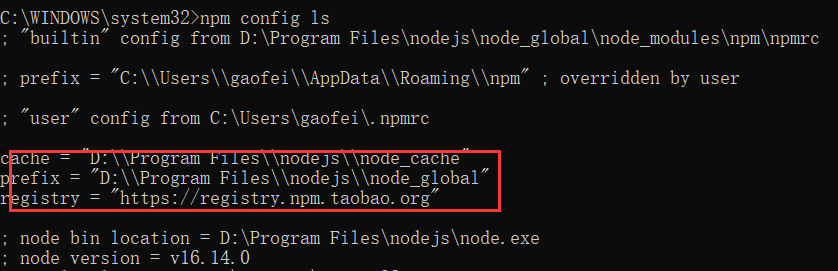 C:\WINDOWS\system32>npm config ls
; "builtin" config from D:\Program Files\nodejs\node_global\node_modules\npm\npmrc
; prefix = "C:\\Users\\gaofei\\AppData\\Roaming\\npm" ; overridden by user
; "user" config from C:\Users\gaofei\.npmrc
cache = "D:\\Program Files\\nodejs\\node_cache"
prefix = "D:\\Program Files\\nodejs\\node_global"
registry = "https://registry.npm.taobao.org"
; node bin location = D:\Program Files\nodejs\node.exe
; node version = v16.14.0